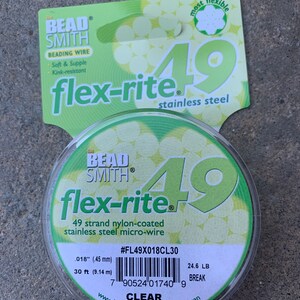 THE
BEAD
SMITH
BEADING WIRE
Soft & Supple
Kink-resistant
most flexible
flex-rite® 49
stainless steel
THE
BEAD
SMITH®
flex-rite® 49
49 strand nylon-coated
stainless steel micro-wire
#FL49X018CL30
.018" (.45 mm)
24.6 LB
30 ft (9.14 m)
BREAK
7 90524 01740 9
CLEAR